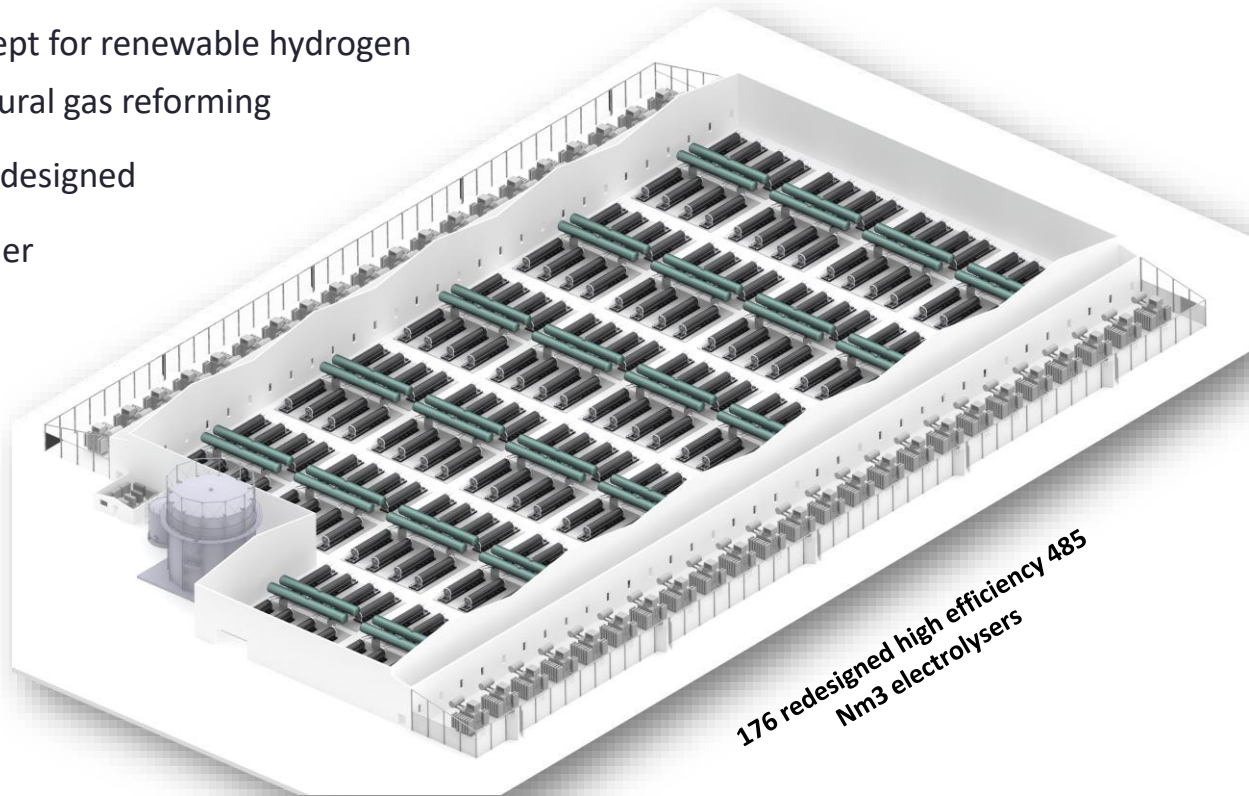 ept for renewable hydrogen
ural gas reforming
designed
er
176 redesigned high efficiency 485
Nm3 electrolysers